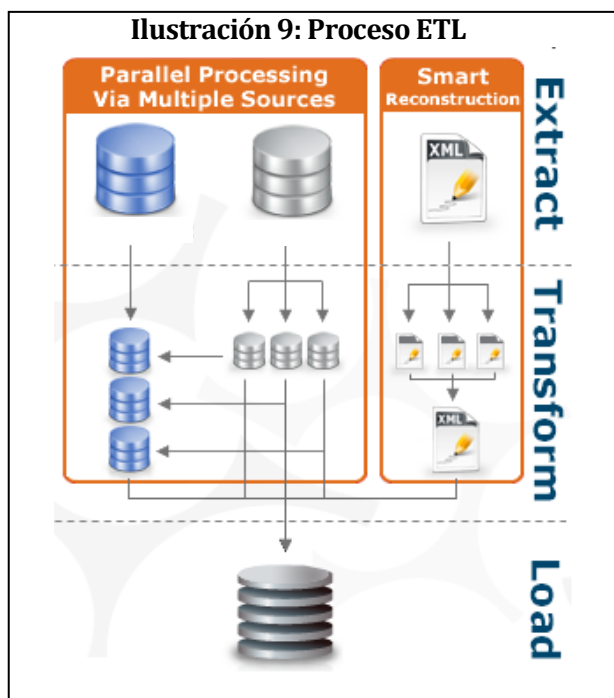 Ilustración 9: Proceso ETL
Parallel Processing
Via Multiple Sources
Smart
Reconstruction
XML
XML
Extract
Transform
Load